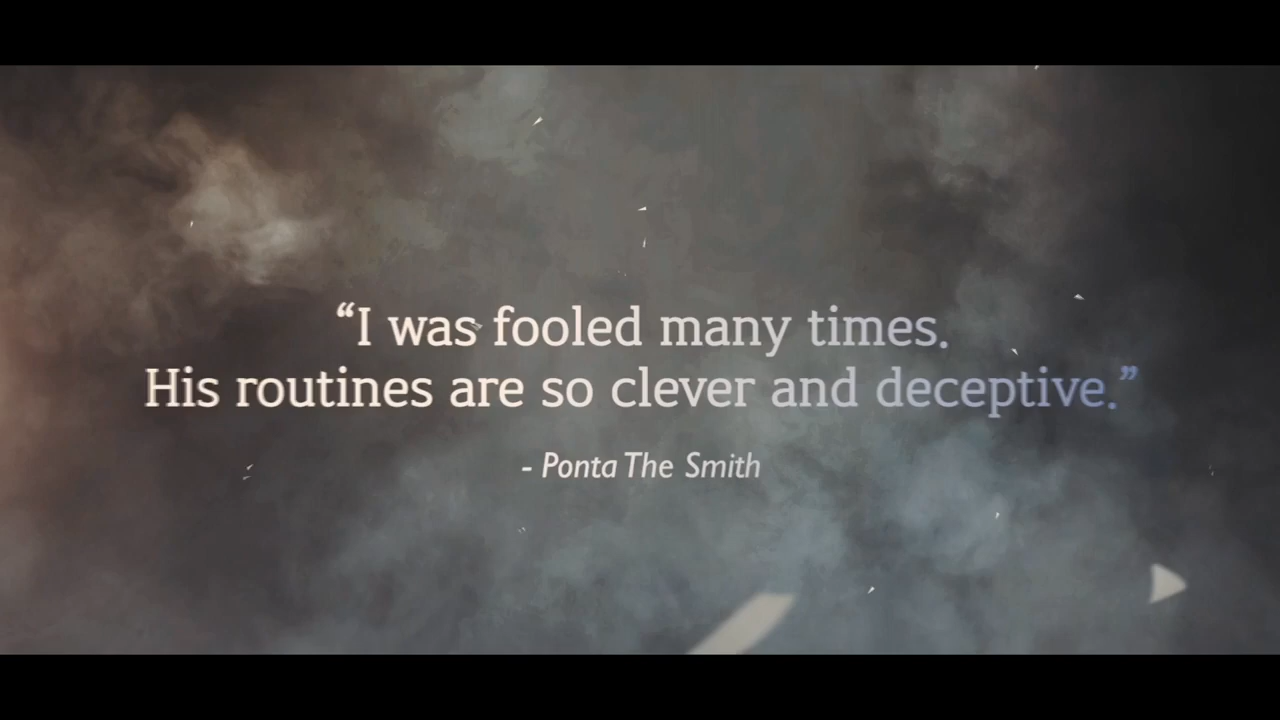 “I was fooled many times.
His routines are so clever and deceptive.”
- Ponta The Smith